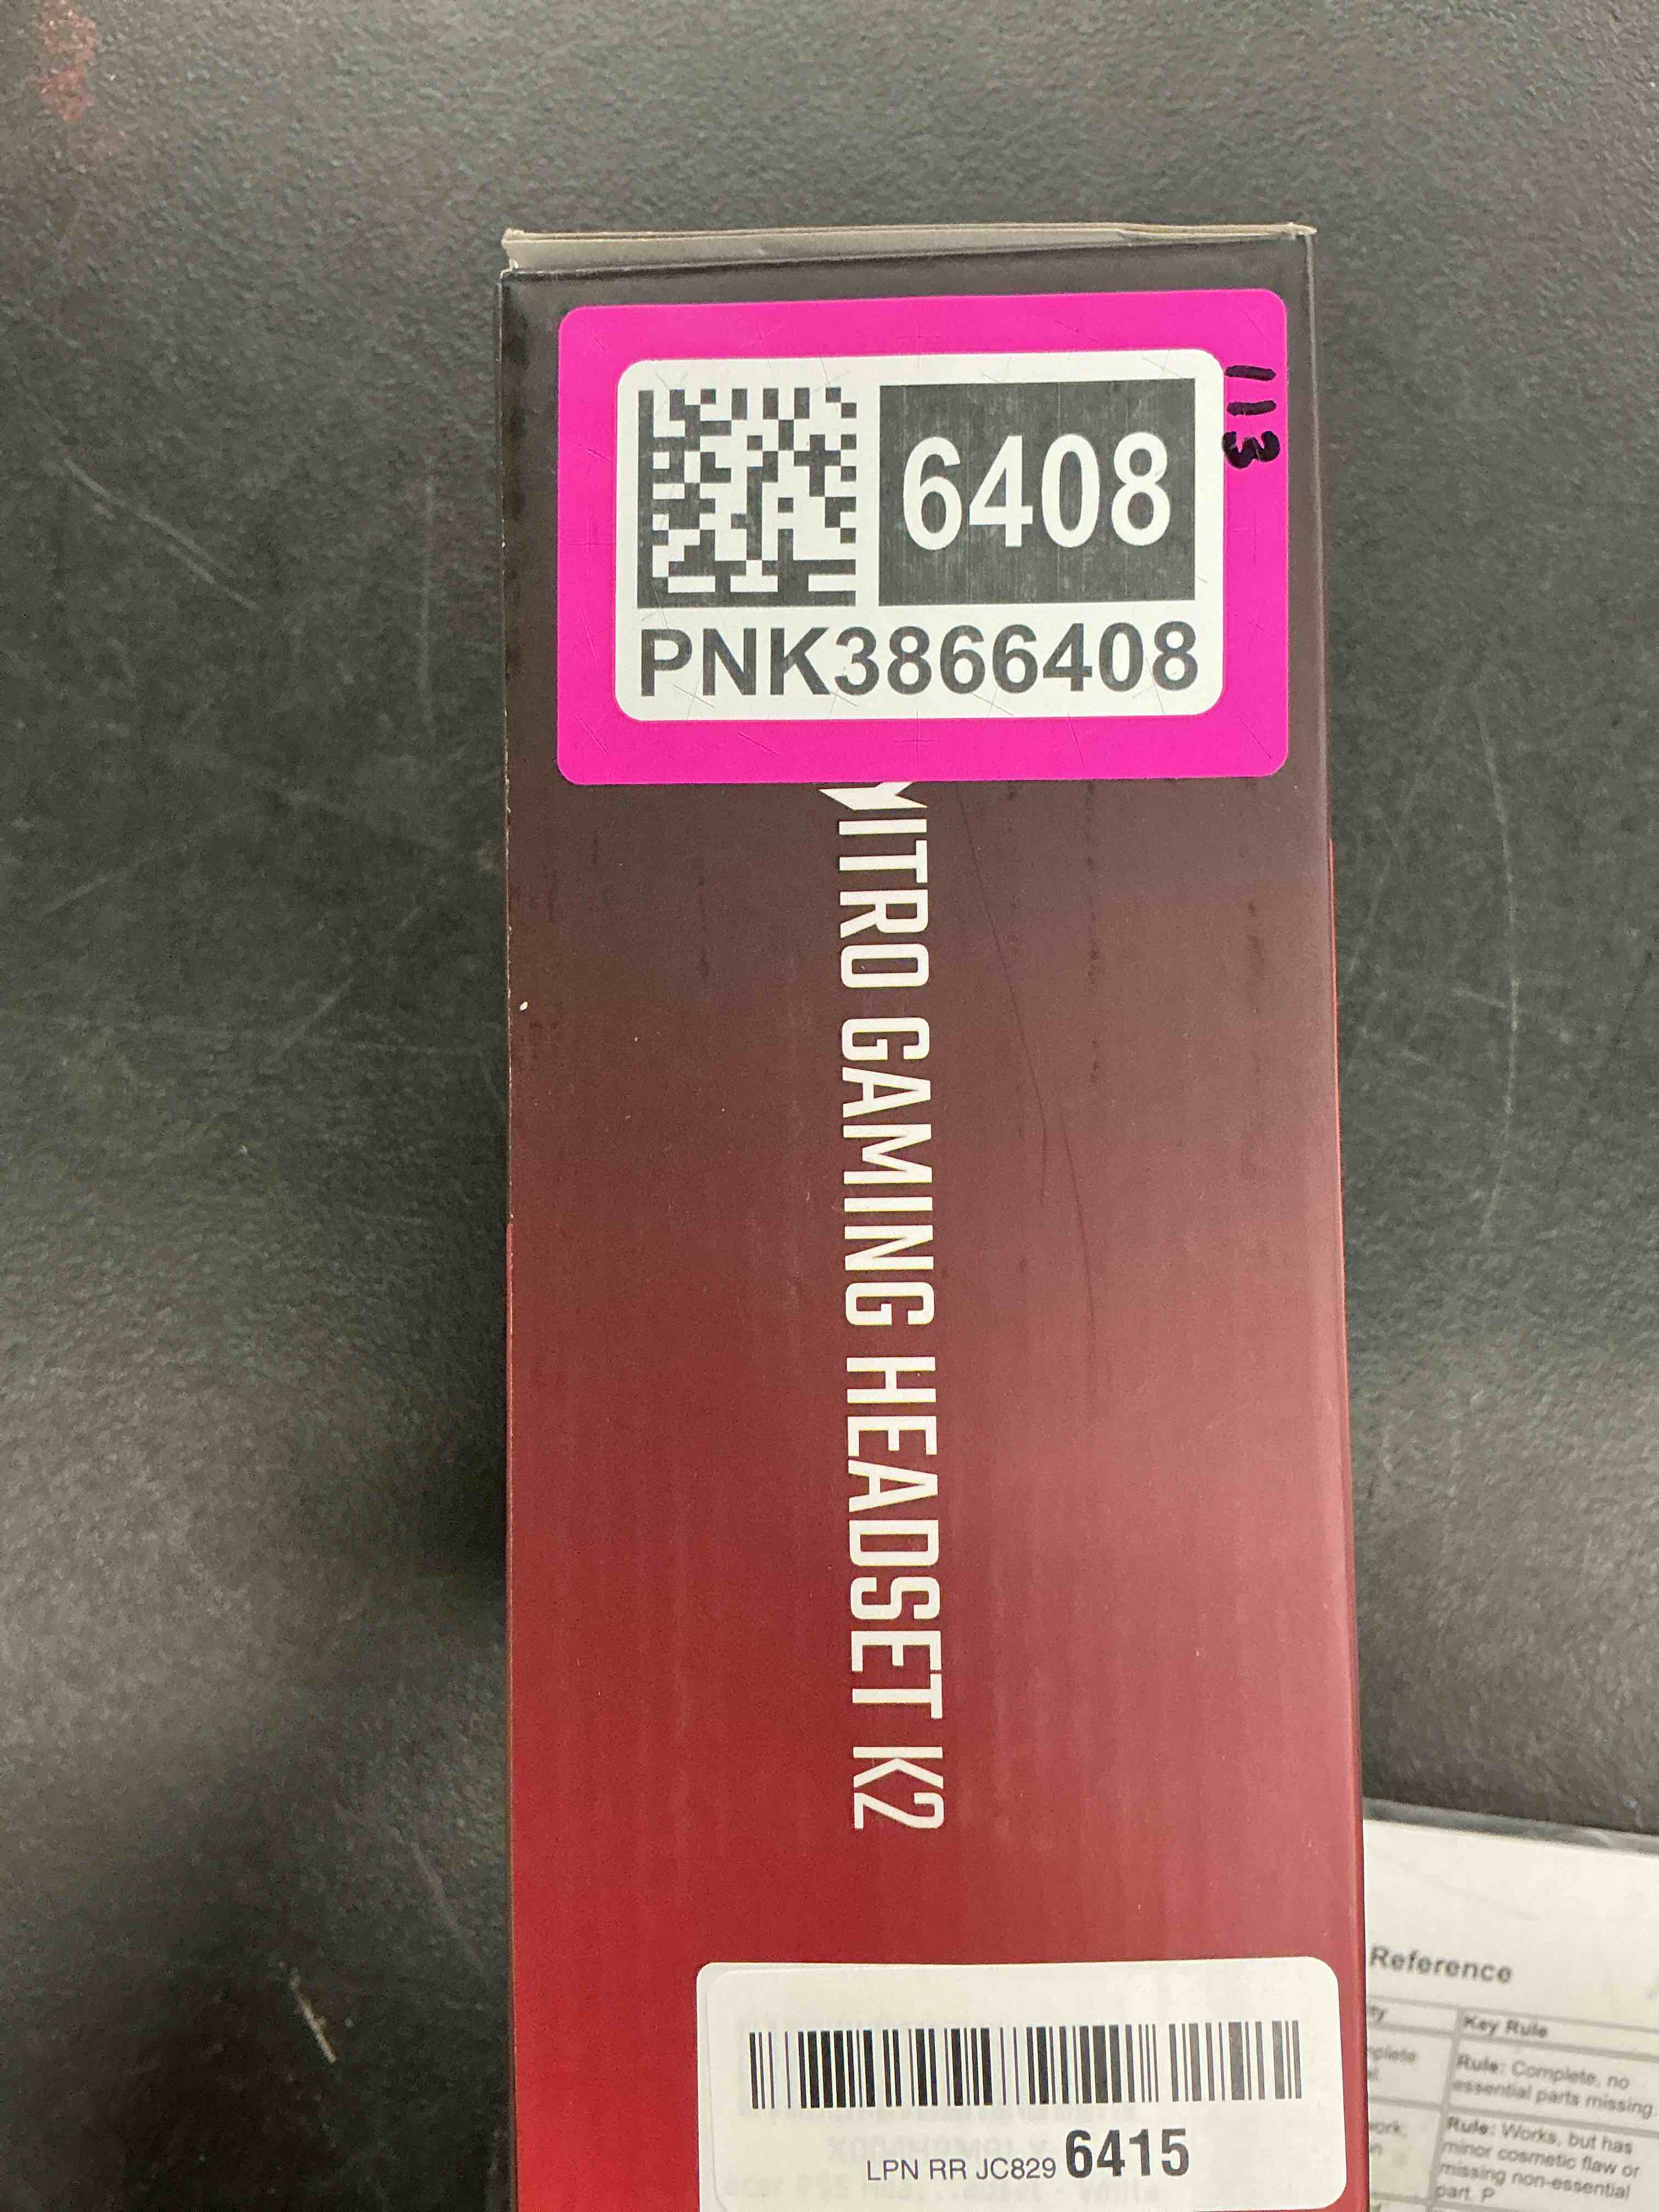 113
6408
PNK3866408
NITRO GAMING HEADSET K2
LPN RR JC829 6415
Reference
Key Rule
Rule: Complete, no
essential parts missing.
Rule: Works, but has
minor cosmetic flaw or
missing non-essential
part. P